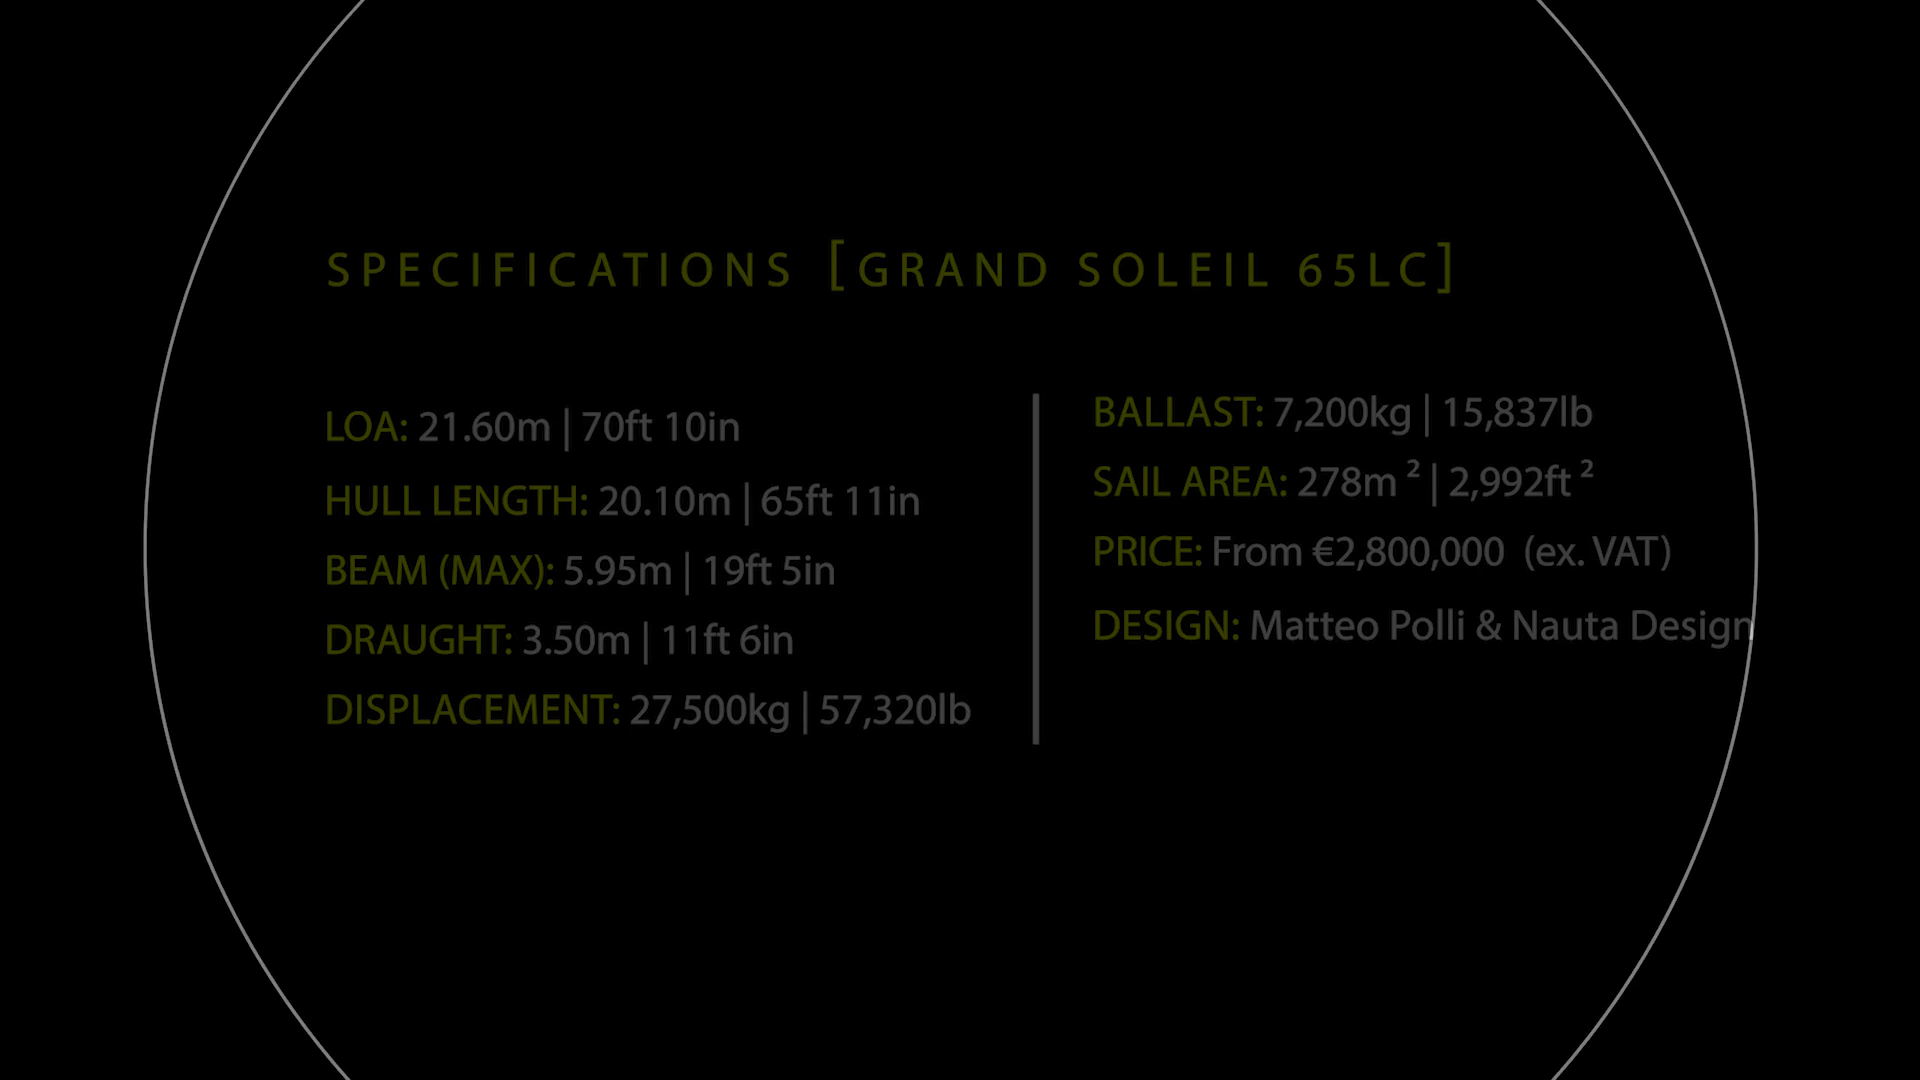 SPECIFICATIONS [GRAND SOLEIL 65LC]
LOA: 21.60m | 70ft 10in
HULL LENGTH: 20.10m | 65ft 11in
BEAM (MAX): 5.95m | 19ft 5in
DRAUGHT: 3.50m | 11ft 6in
DISPLACEMENT: 27,500kg | 57,320lb
BALLAST: 7,200kg | 15,837lb
SAIL AREA: 278m ² | 2,992ft ²
PRICE: From €2,800,000 (ex. VAT)
DESIGN: Matteo Polli & Nauta Design